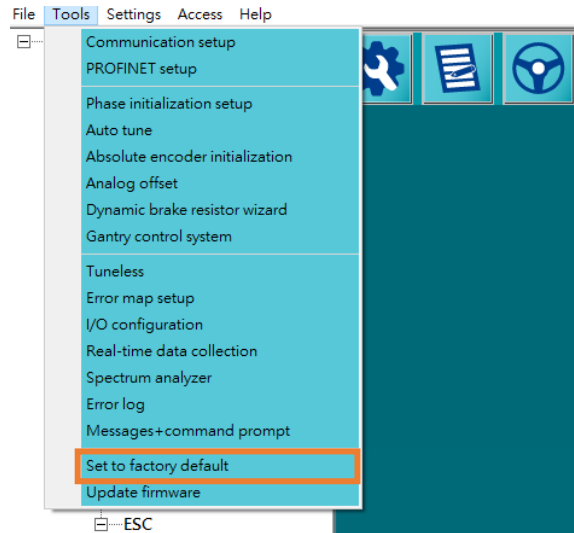 File Tools Settings Access Help
Communication setup
PROFINET setup
Phase initialization setup
Auto tune
Absolute encoder initialization
Analog offset
Dynamic brake resistor wizard
Gantry control system
Tuneless
Error map setup
I/O configuration
Real-time data collection
Spectrum analyzer
Error log
Messages+command prompt
Set to factory default
Update firmware
ESC